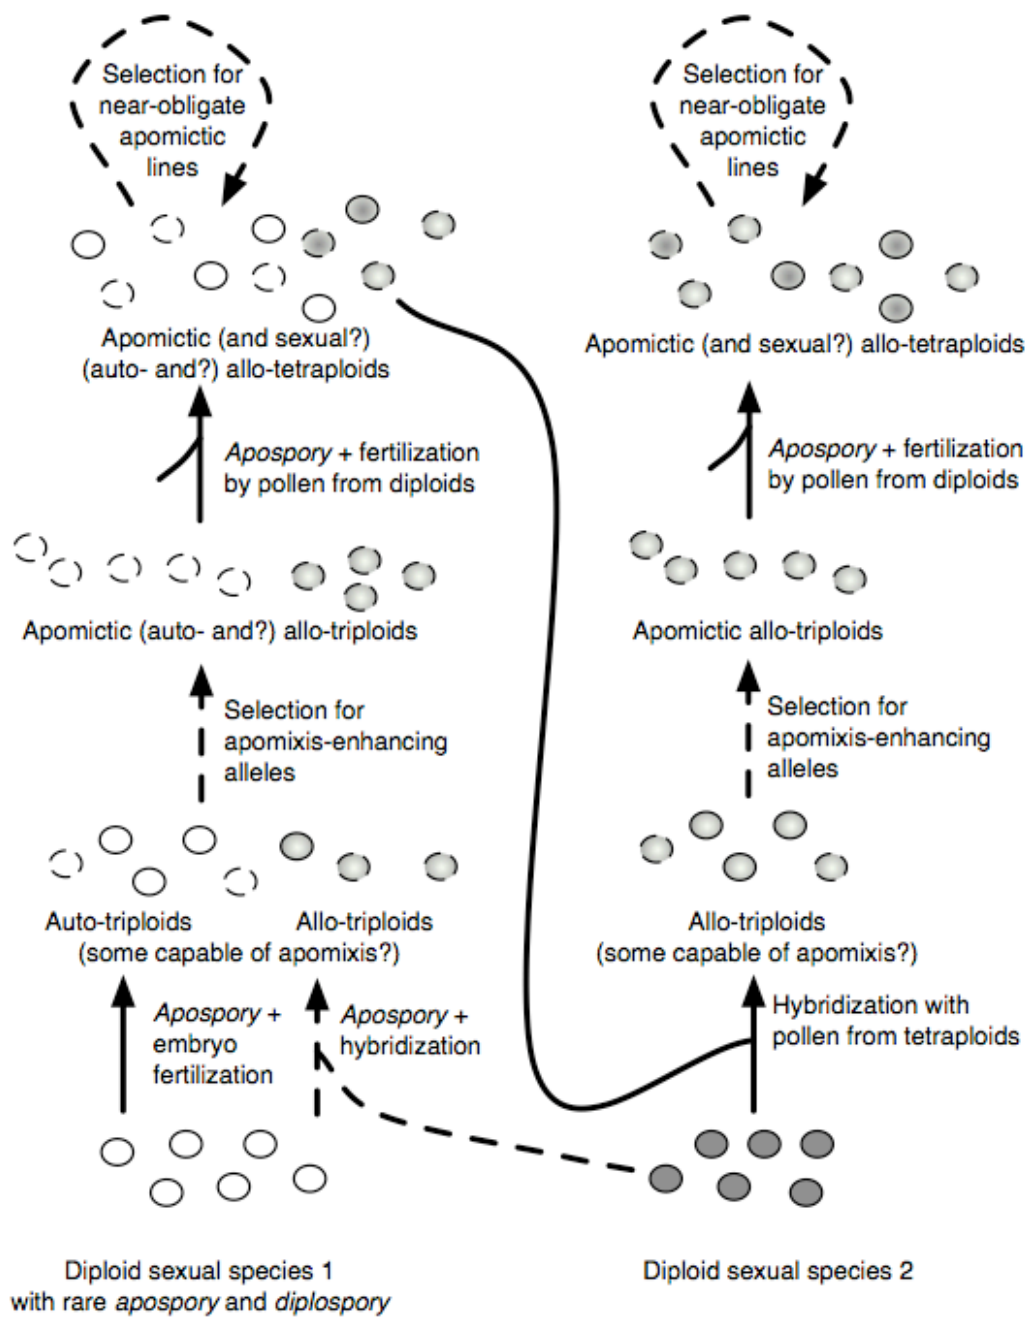 Selection for
near-obligate
apomictic
lines
Selection for
near-obligate
apomictic
lines
Apomictic (and sexual?)
(auto- and?) allo-tetraploids
Apomictic (and sexual?) allo-tetraploids
Apospory + fertilization
by pollen from diploids
Apospory + fertilization
by pollen from diploids
Apomictic (auto- and?) allo-triploids
Apomictic allo-triploids
Selection for
apomixis-enhancing
alleles
Selection for
apomixis-enhancing
alleles
Auto-triploids
Allo-triploids
(some capable of apomixis?)
Allo-triploids
(some capable of apomixis?)
Apospory +
embryo
fertilization
Apospory +
hybridization
Hybridization with
pollen from tetraploids
Diploid sexual species 1
with rare apospory and diplospory
Diploid sexual species 2